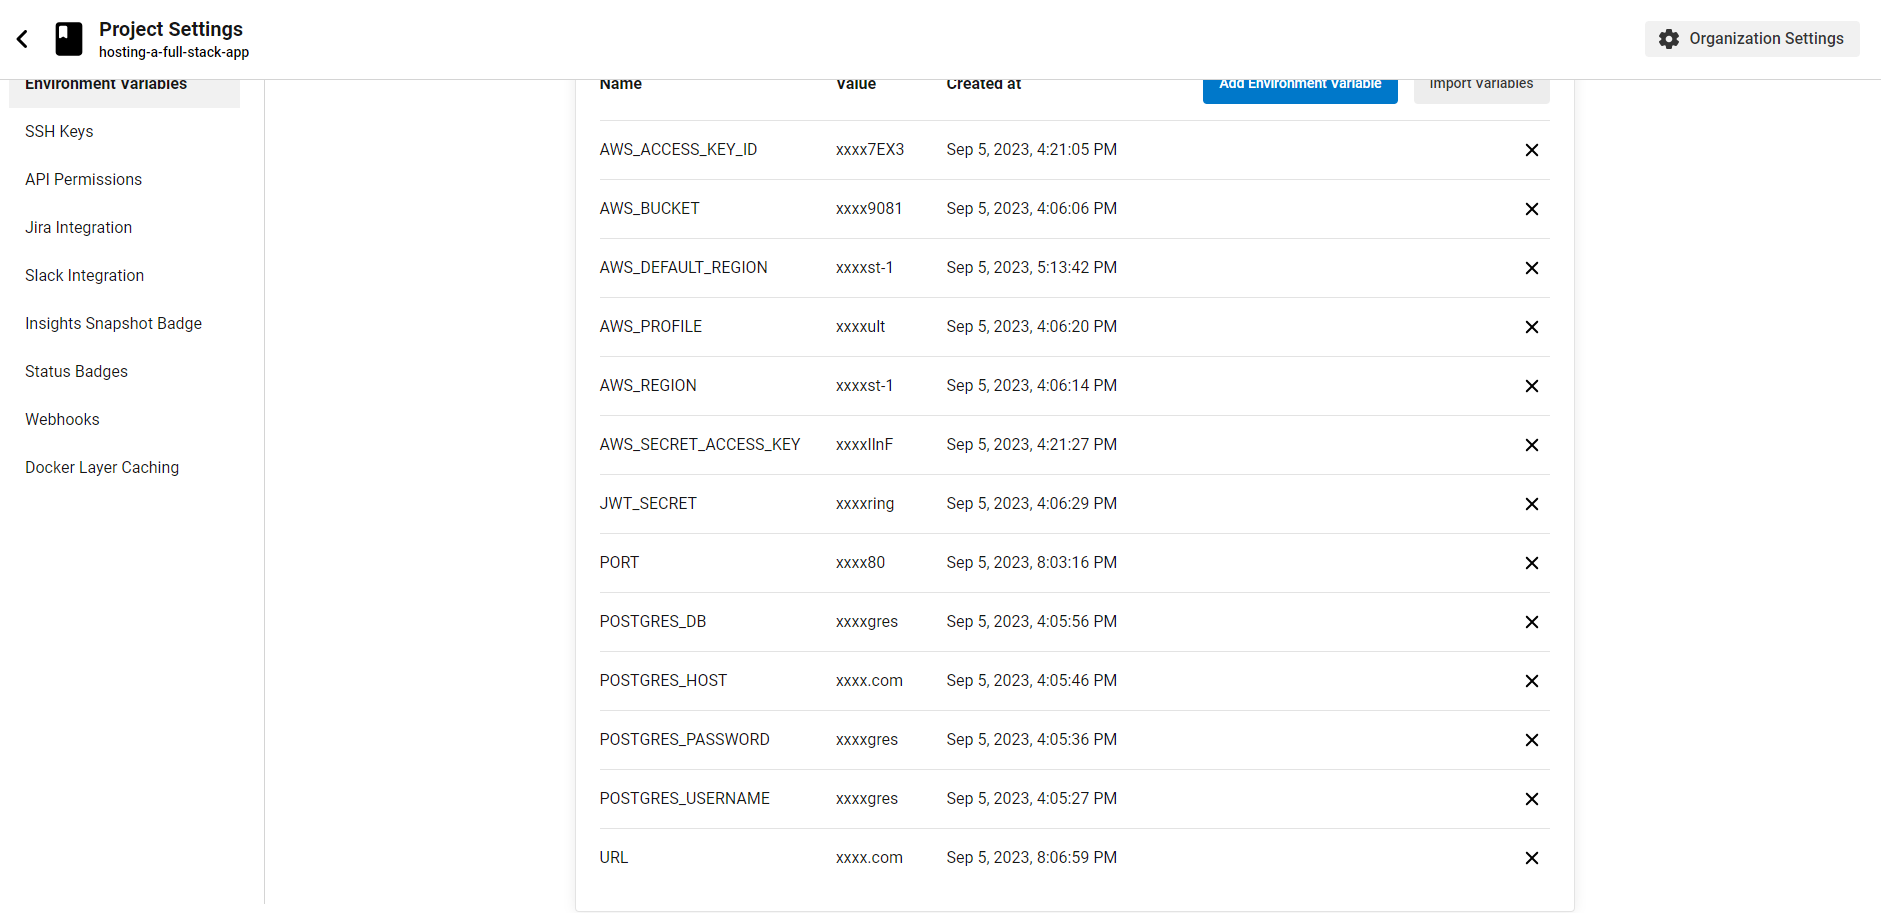 Project Settings
hosting-a-full-stack-app
Organization Settings
Environment Variables
SSH Keys
API Permissions
Jira Integration
Slack Integration
Insights Snapshot Badge
Status Badges
Webhooks
Docker Layer Caching
Name Value Created at Add Environment Variable Import Variables
AWS_ACCESS_KEY_ID xxxx7EX3 Sep 5, 2023, 4:21:05 PM
AWS_BUCKET xxxx9081 Sep 5, 2023, 4:06:06 PM
AWS_DEFAULT_REGION xxxxst-1 Sep 5, 2023, 5:13:42 PM
AWS_PROFILE xxxxult Sep 5, 2023, 4:06:20 PM
AWS_REGION xxxxst-1 Sep 5, 2023, 4:06:14 PM
AWS_SECRET_ACCESS_KEY Sep 5, 2023, 4:21:27 PM
JWT_SECRET xxxxring Sep 5, 2023, 4:06:29 PM
PORT xxxx80 Sep 5, 2023, 8:03:16 PM
POSTGRES_DB xxxxgres Sep 5, 2023, 4:05:56 PM
POSTGRES_HOST xxxx.com Sep 5, 2023, 4:05:46 PM
POSTGRES_PASSWORD xxxxgres Sep 5, 2023, 4:05:36 PM
POSTGRES_USERNAME xxxxgres Sep 5, 2023, 4:05:27 PM
URL xxxx.com Sep 5, 2023, 8:06:59 PM